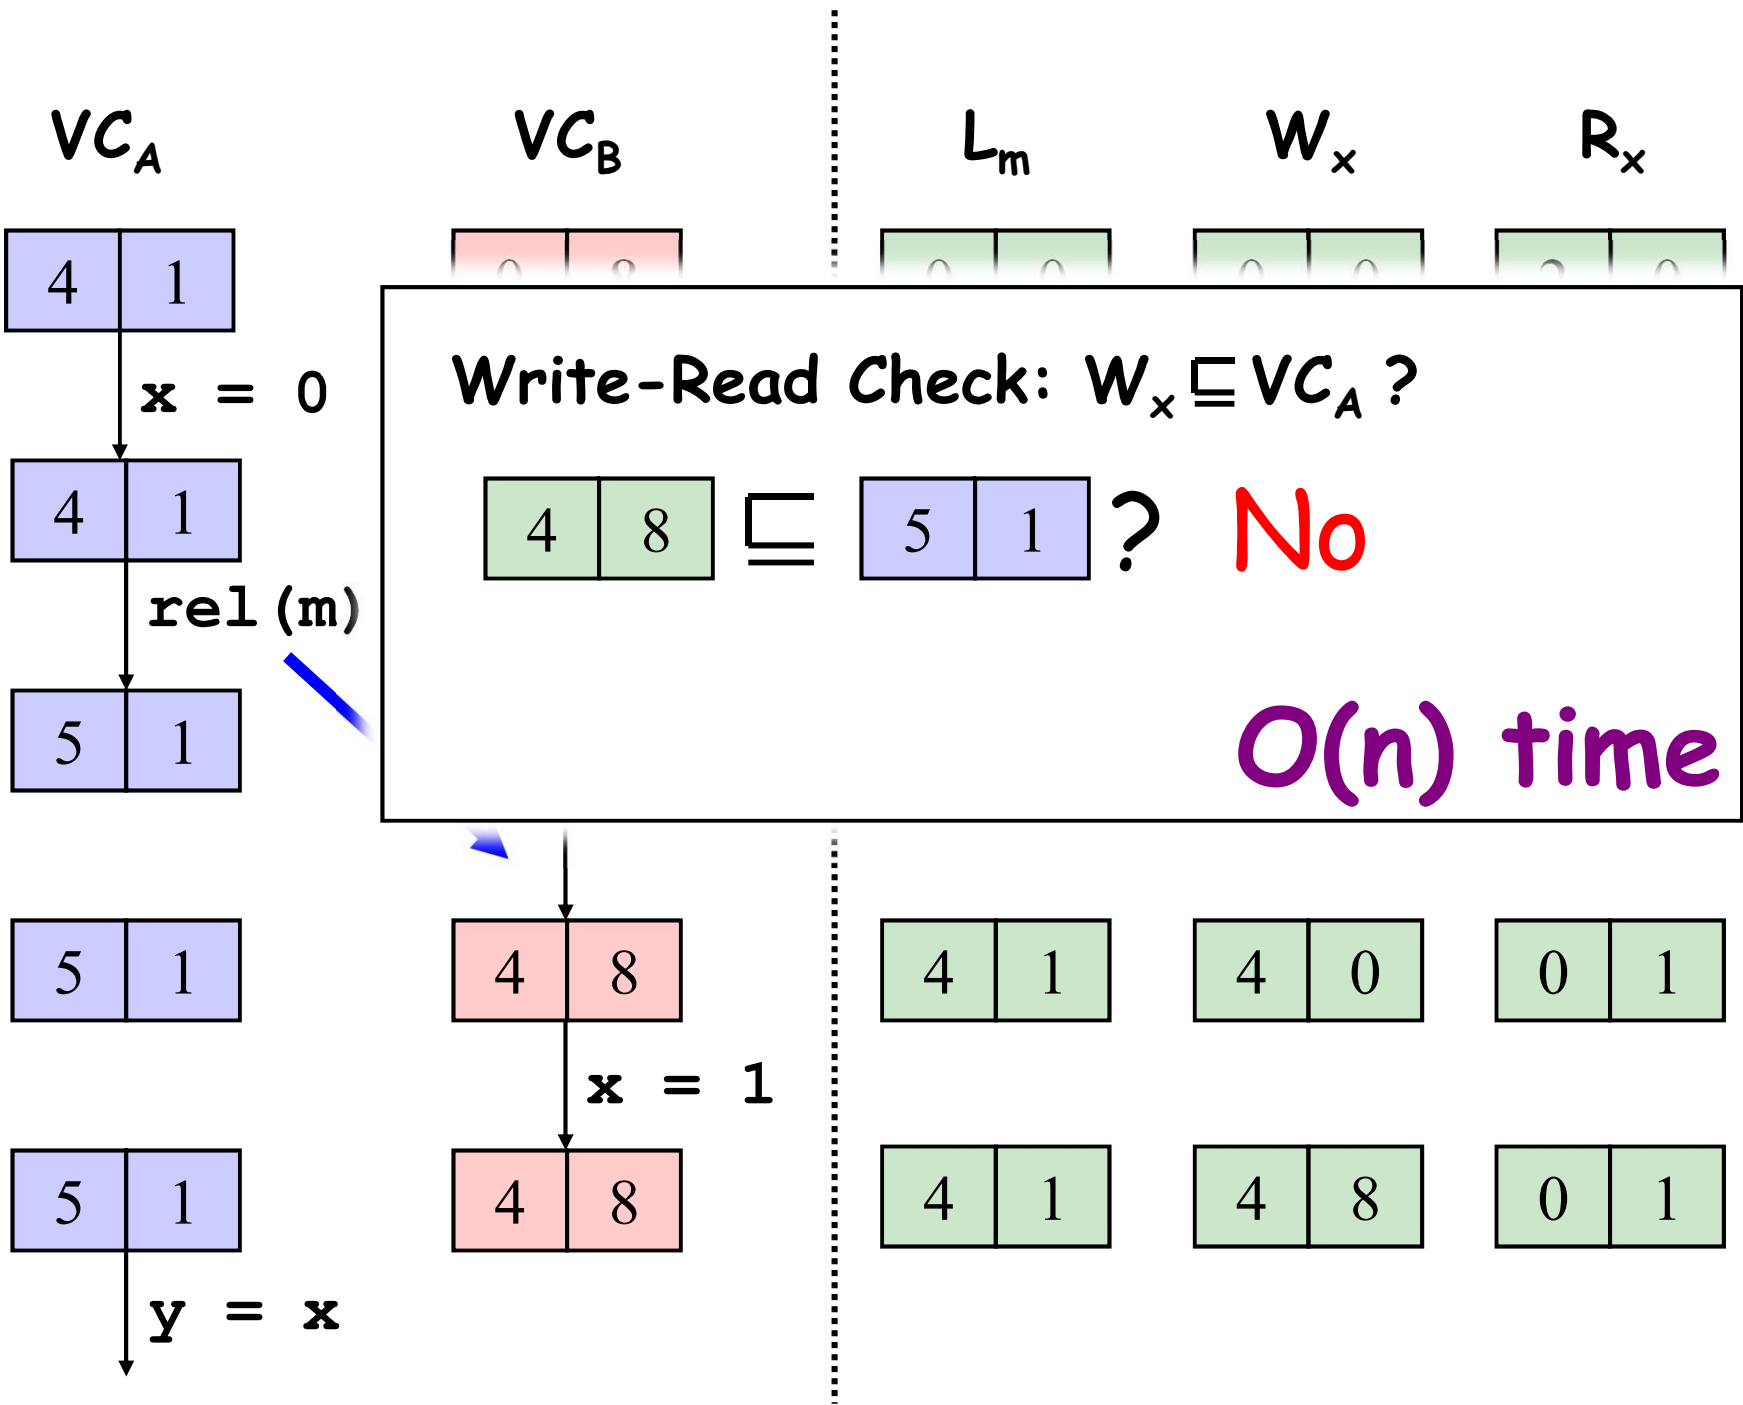 VC_A VC_B L_m W_x R_x
4 1
x = 0
Write-Read Check: W_x ⊑ VC_A ?
4 1
4 8 ⊑ 5 1 ? No
rel(m)
5 1
O(n) time
5 1 4 8 4 1 4 0 0 1
x = 1
5 1 4 8 4 1 4 8 0 1
y = x